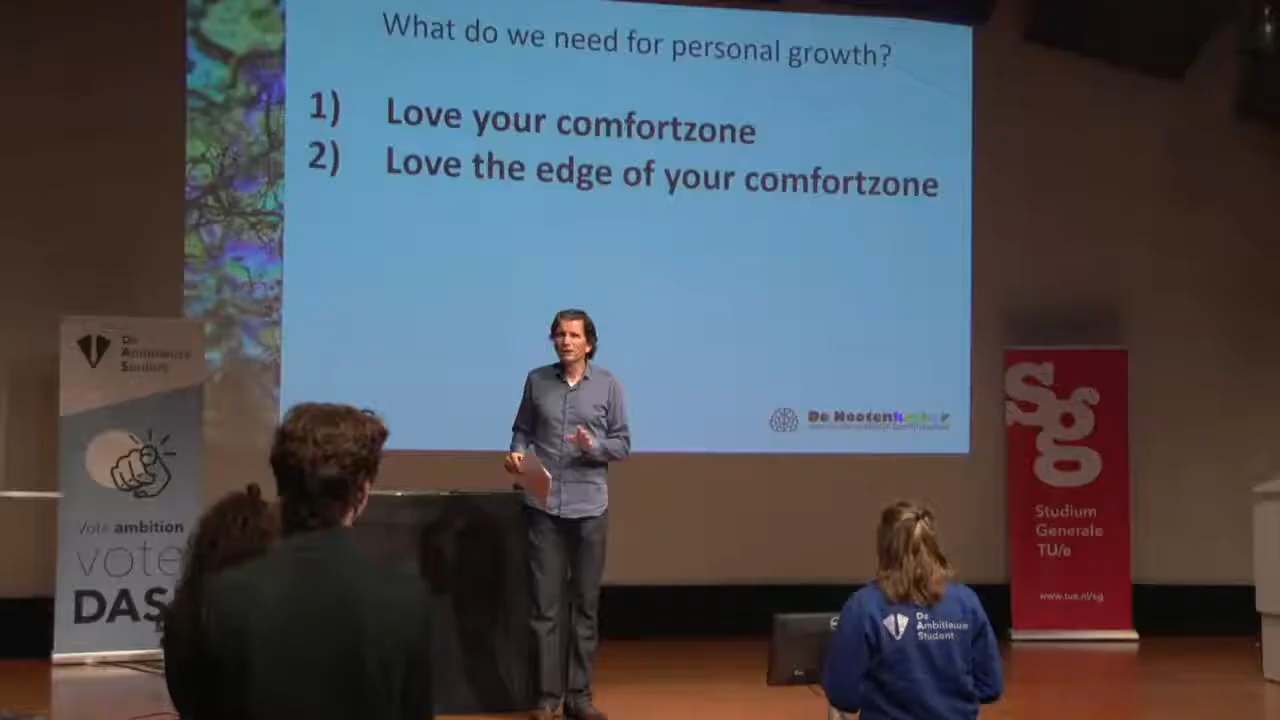 What do we need for personal growth?
1) Love your comfortzone
2) Love the edge of your comfortzone
De
Ambitieuze
Student
Vote ambition
vote
DAS
De
Sg
Studium
Generale
TU/e
www.tue.nl/sg
De
Ambitieuze
Student